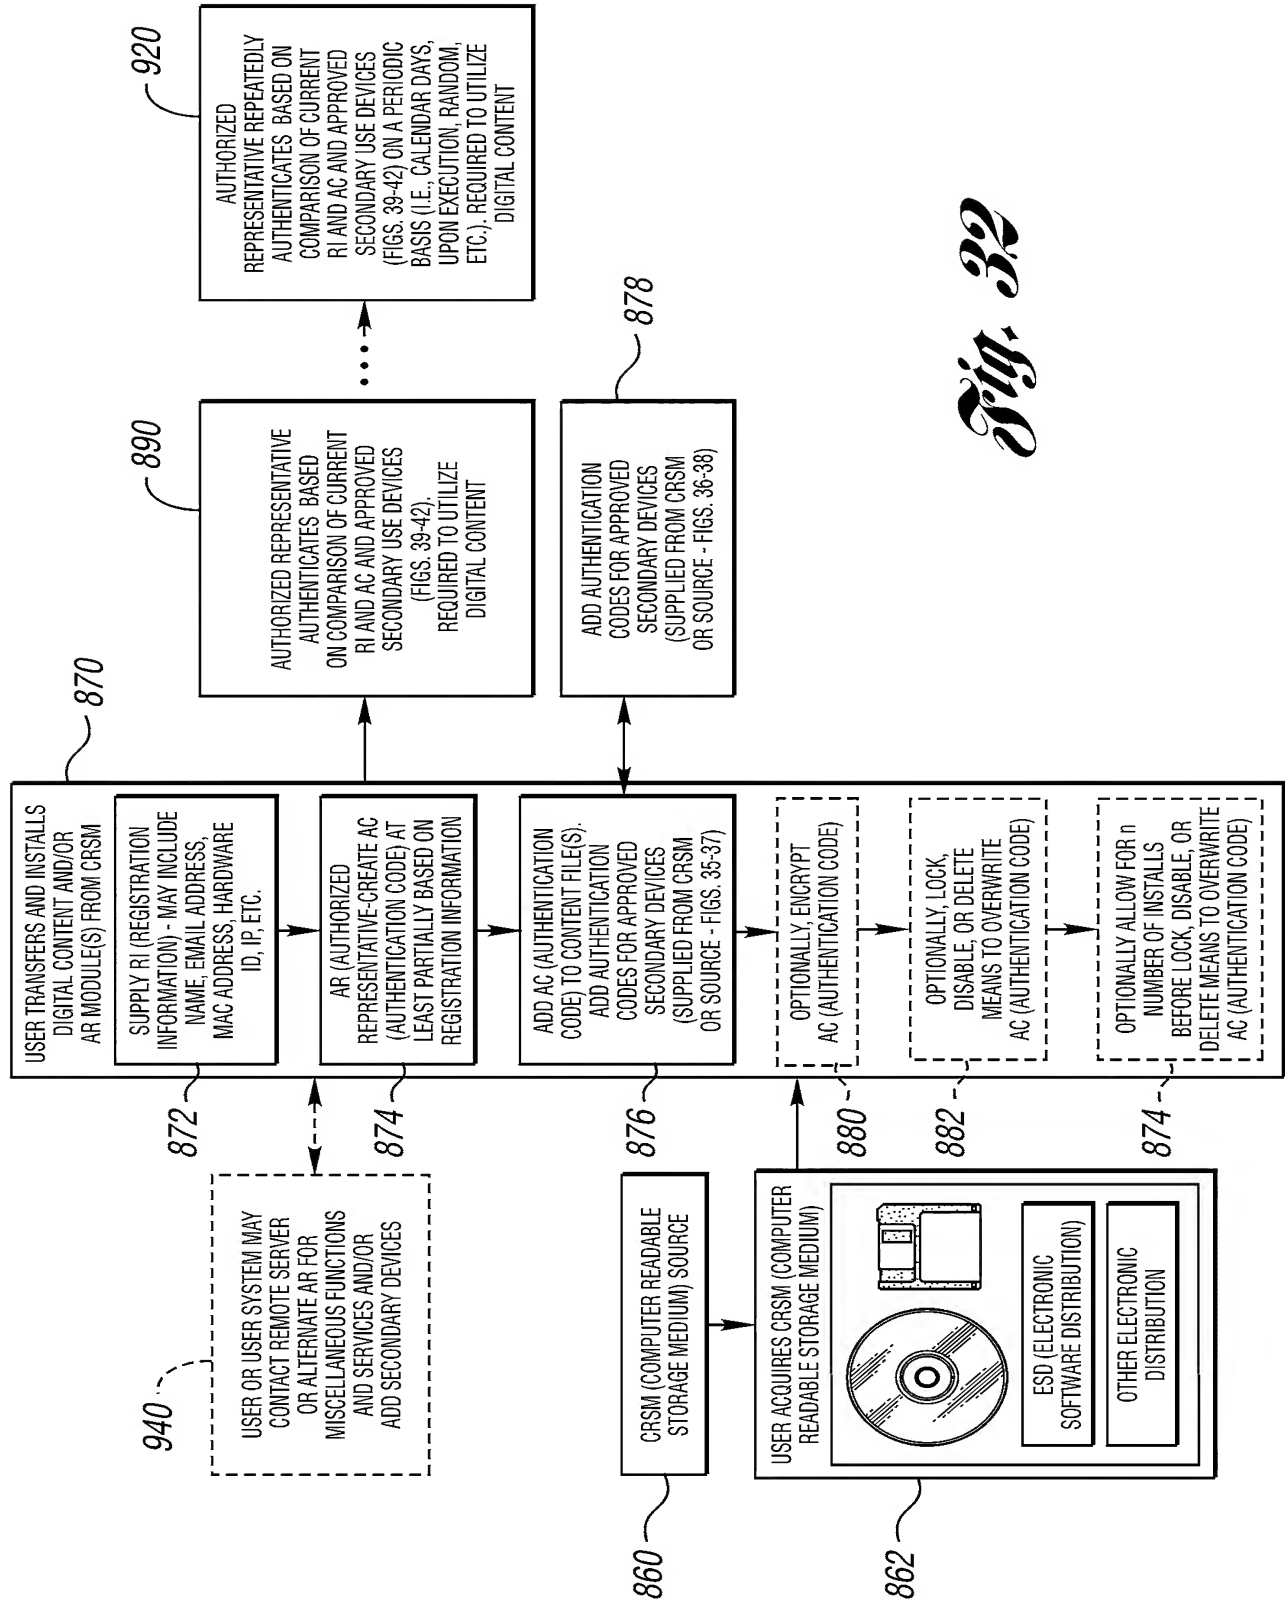 860
CRSM (COMPUTER READABLE
STORAGE MEDIUM) SOURCE
862
USER ACQUIRES CRSM (COMPUTER
READABLE STORAGE MEDIUM)
ESD (ELECTRONIC
SOFTWARE DISTRIBUTION)
OTHER ELECTRONIC
DISTRIBUTION
940
USER OR USER SYSTEM MAY
CONTACT REMOTE SERVER
OR ALTERNATE AR FOR
MISCELLANEOUS FUNCTIONS
AND SERVICES AND/OR
ADD SECONDARY DEVICES
870
USER TRANSFERS AND INSTALLS
DIGITAL CONTENT AND/OR
AR MODULE(S) FROM CRSM
872
SUPPLY RI (REGISTRATION
INFORMATION) - MAY INCLUDE
NAME, EMAIL ADDRESS,
MAC ADDRESS, HARDWARE
ID, IP, ETC.
874
AR (AUTHORIZED
REPRESENTATIVE-CREATE AC
(AUTHENTICATION CODE) AT
LEAST PARTIALLY BASED ON
REGISTRATION INFORMATION
876
ADD AC (AUTHENTICATION
CODE) TO CONTENT FILE(S).
ADD AUTHENTICATION
CODES FOR APPROVED
SECONDARY DEVICES
(SUPPLIED FROM CRSM
OR SOURCE - FIGS. 35-37)
880
OPTIONALLY, ENCRYPT
AC (AUTHENTICATION CODE)
882
OPTIONALLY, LOCK,
DISABLE, OR DELETE
MEANS TO OVERWRITE
AC (AUTHENTICATION CODE)
874
OPTIONALLY ALLOW FOR n
NUMBER OF INSTALLS
BEFORE LOCK, DISABLE, OR
DELETE MEANS TO OVERWRITE
AC (AUTHENTICATION CODE)
890
AUTHORIZED REPRESENTATIVE
AUTHENTICATES BASED
ON COMPARISON OF CURRENT
RI AND AC AND APPROVED
SECONDARY USE DEVICES
(FIGS. 39-42).
REQUIRED TO UTILIZE
DIGITAL CONTENT
878
ADD AUTHENTICATION
CODES FOR APPROVED
SECONDARY DEVICES
(SUPPLIED FROM CRSM
OR SOURCE - FIGS. 36-38)
920
AUTHORIZED
REPRESENTATIVE REPEATEDLY
AUTHENTICATES BASED ON
COMPARISON OF CURRENT
RI AND AC AND APPROVED
SECONDARY USE DEVICES
(FIGS. 39-42) ON A PERIODIC
BASIS (I.E., CALENDAR DAYS,
UPON EXECUTION, RANDOM,
ETC.). REQUIRED TO UTILIZE
DIGITAL CONTENT
Fig. 32